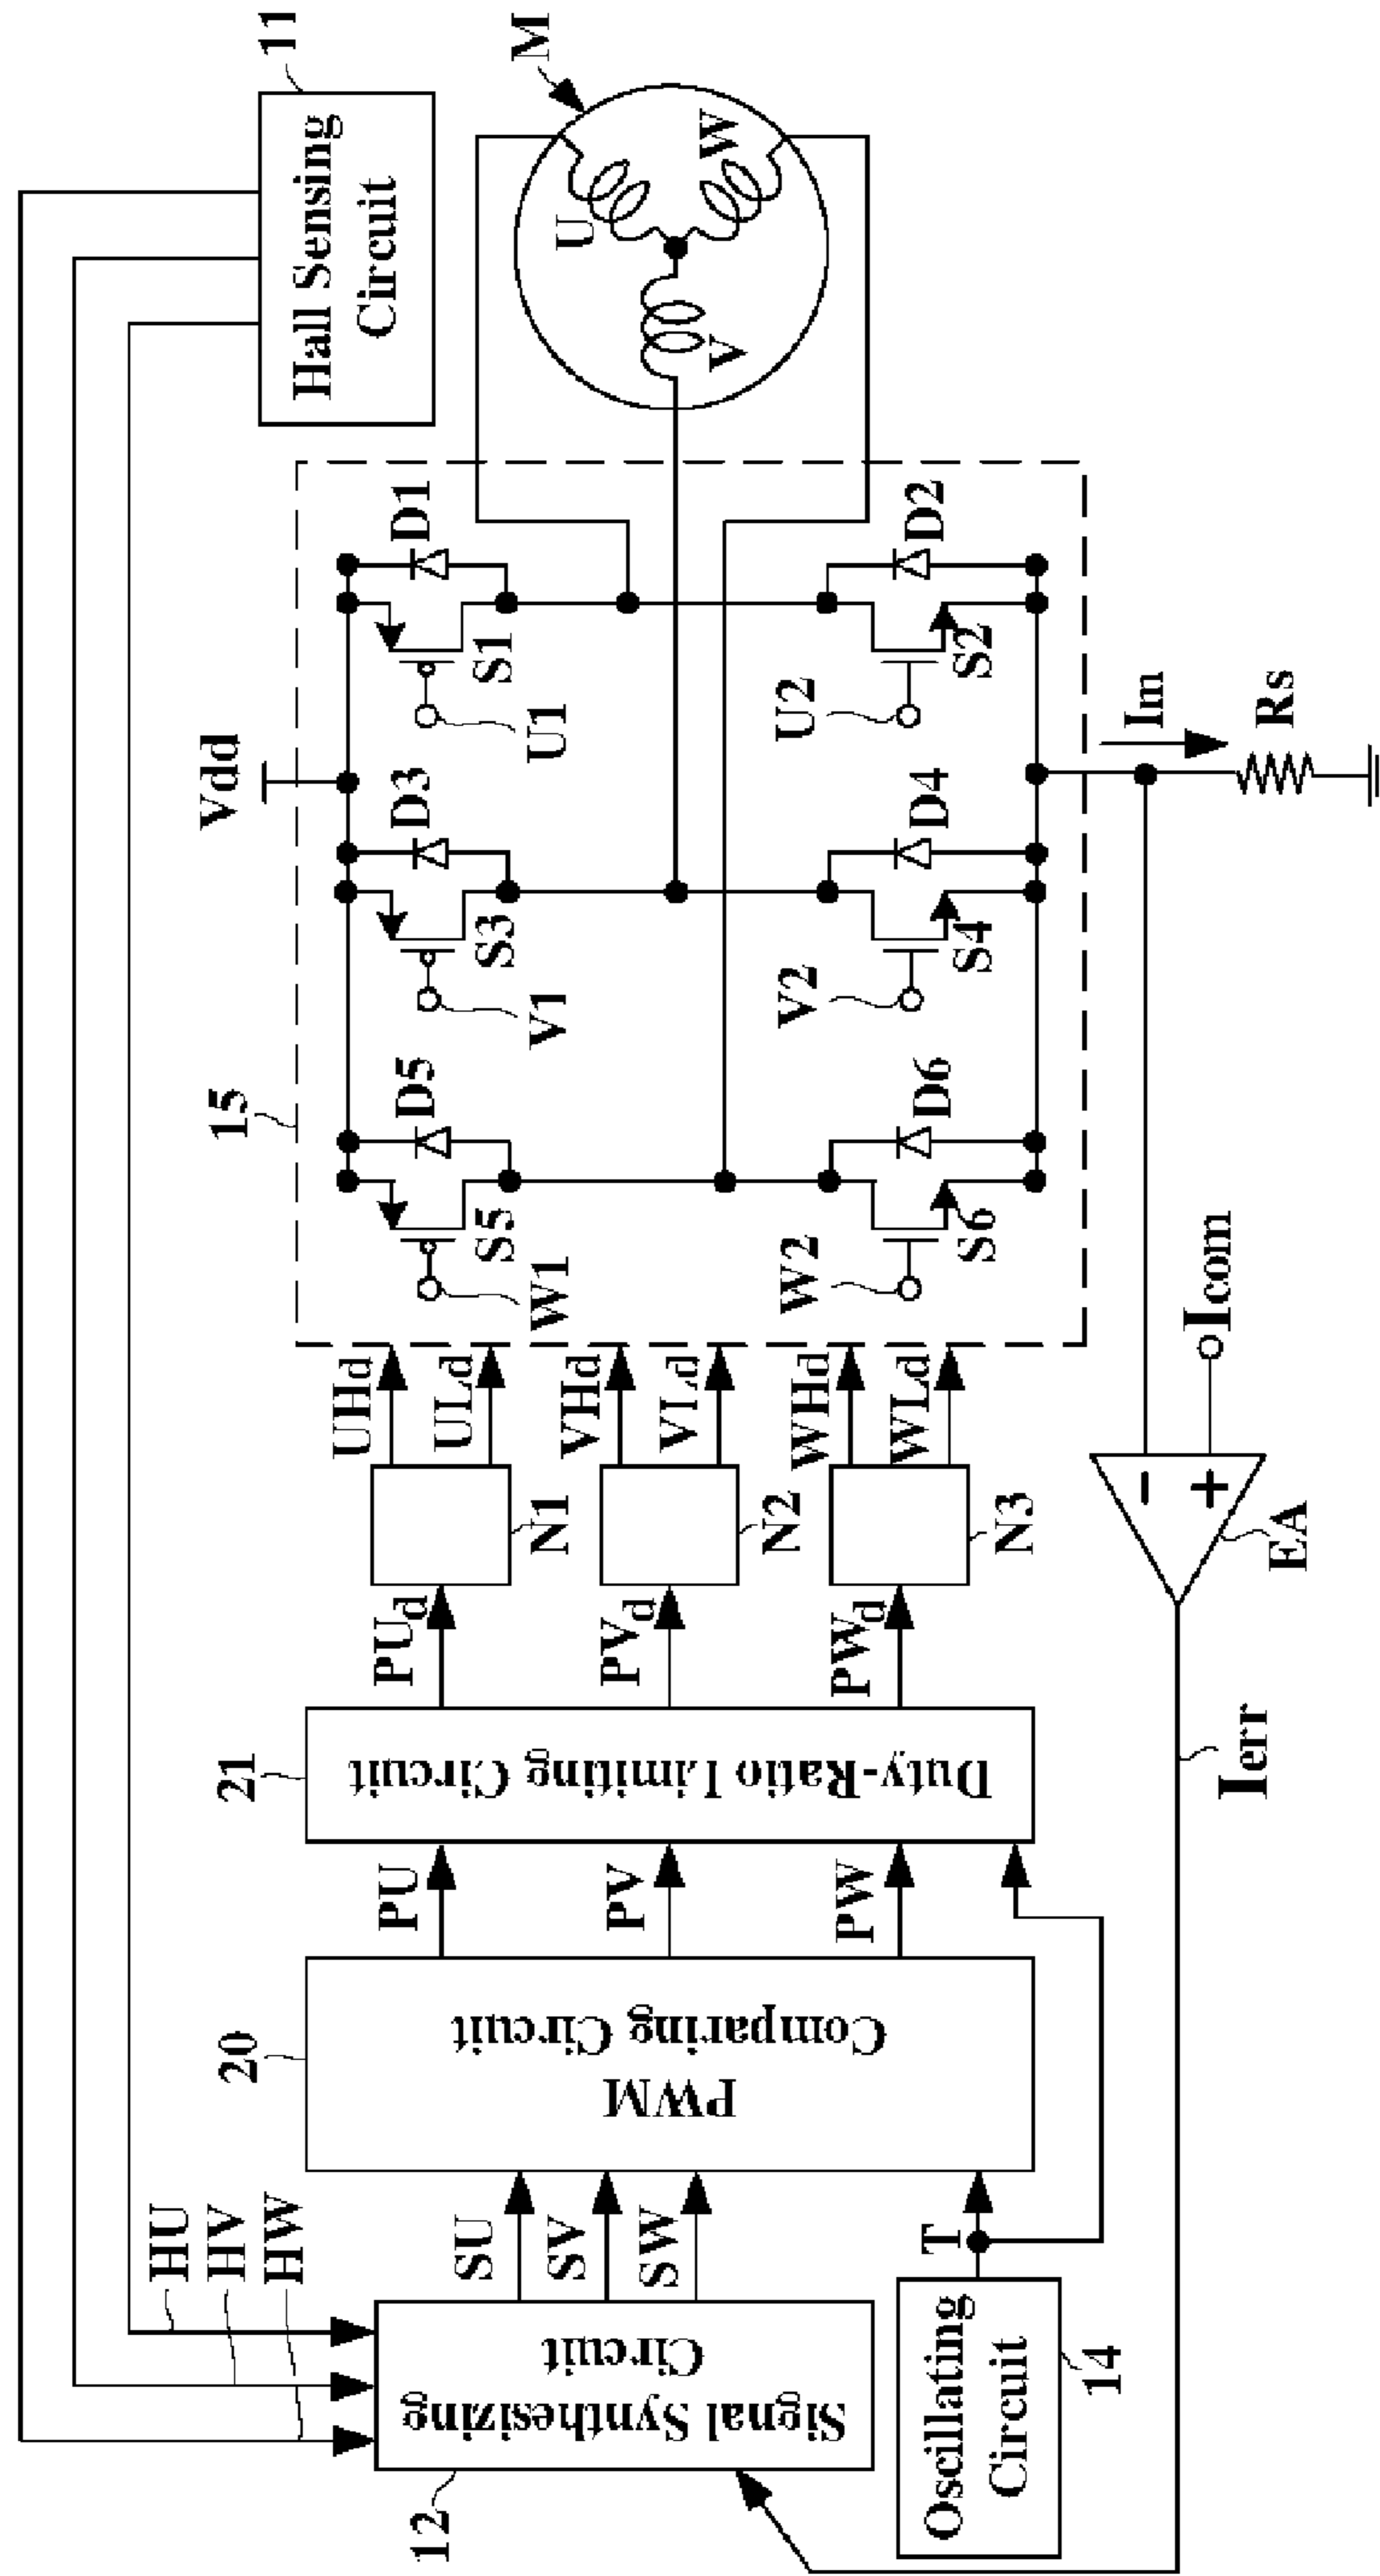 11
Hall Sensing
Circuit
M
U
V
W
HU
HV
HW
12
Signal Synthesizing
Circuit
SU
SV
SW
Oscillating
Circuit
14
T
20
PWM
Comparing Circuit
PU
PV
PW
21
Duty-Ratio Limiting Circuit
PUd
PVd
PWd
N1
N2
N3
UHd
ULd
VHd
VLd
WHd
WLd
15
Vdd
D5
D3
D1
S5
S3
S1
W1
V1
U1
W2
V2
U2
D6
D4
D2
S6
S4
S2
Im
Rs
Icom
-
+
EA
Ierr